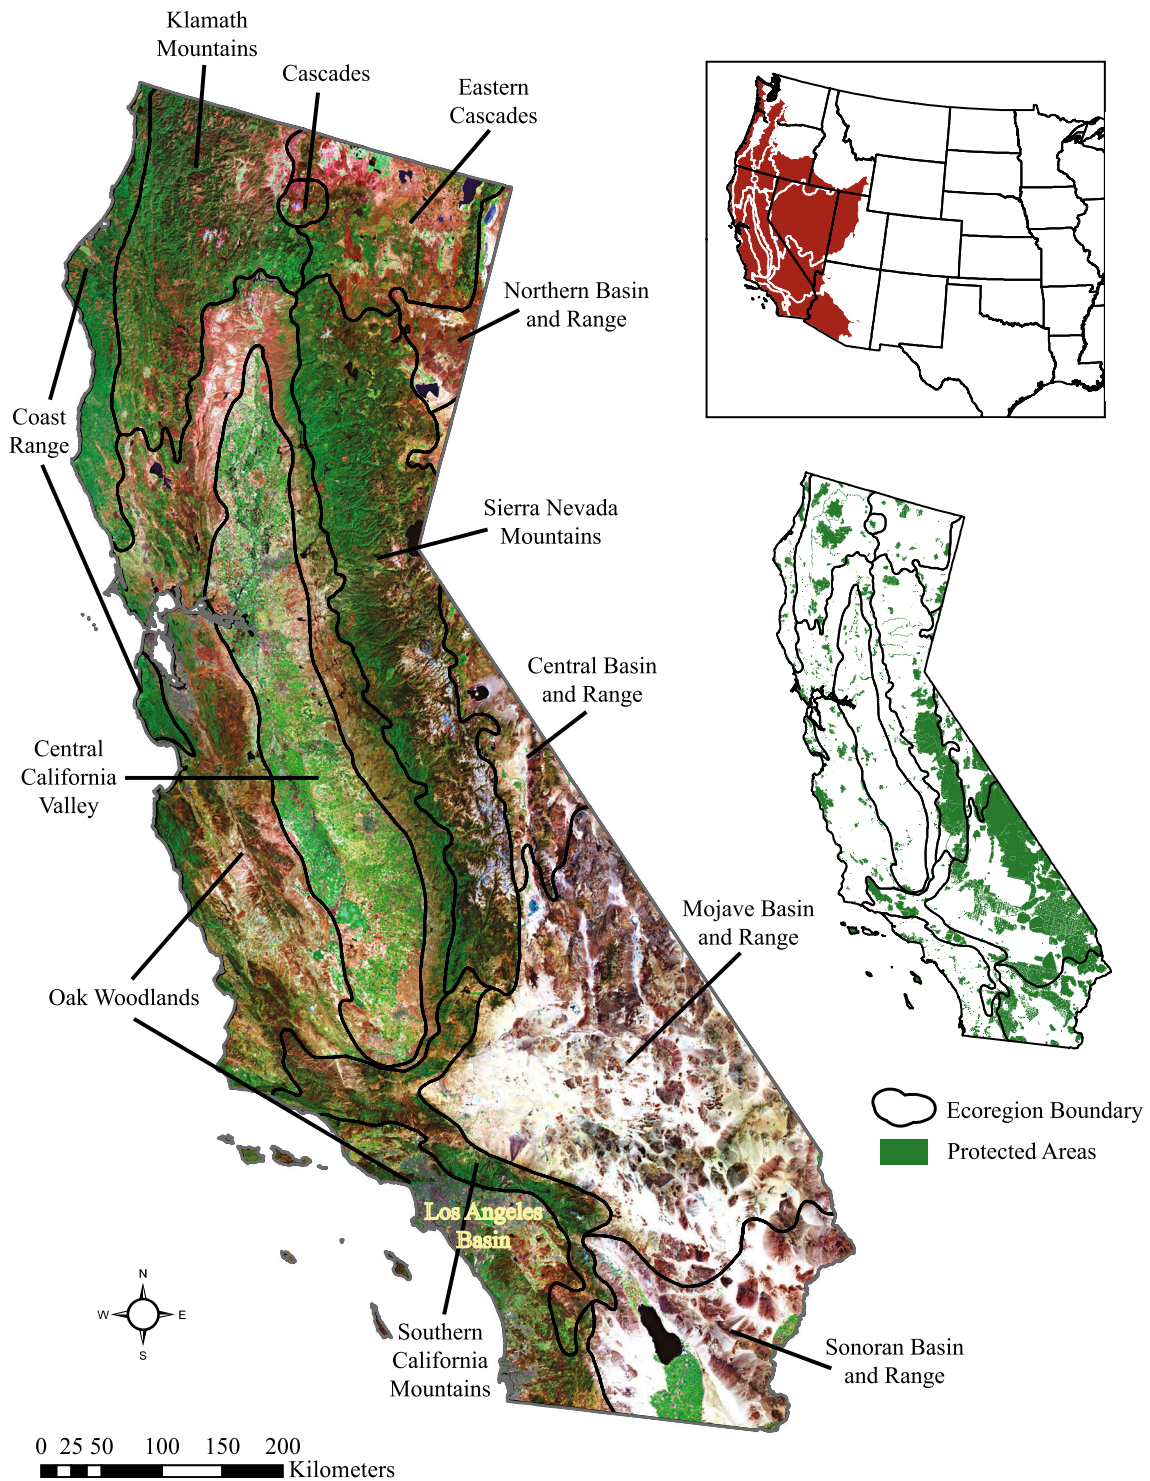 Klamath
Mountains
Cascades
Eastern
Cascades
Northern Basin
and Range
Coast
Range
Sierra Nevada
Mountains
Central Basin
and Range
Central
California
Valley
Mojave Basin
and Range
Oak Woodlands
Ecoregion Boundary
Protected Areas
Los Angeles
Basin
N
W E
S
Southern
California
Mountains
Sonoran Basin
and Range
0 25 50 100 150 200
Kilometers